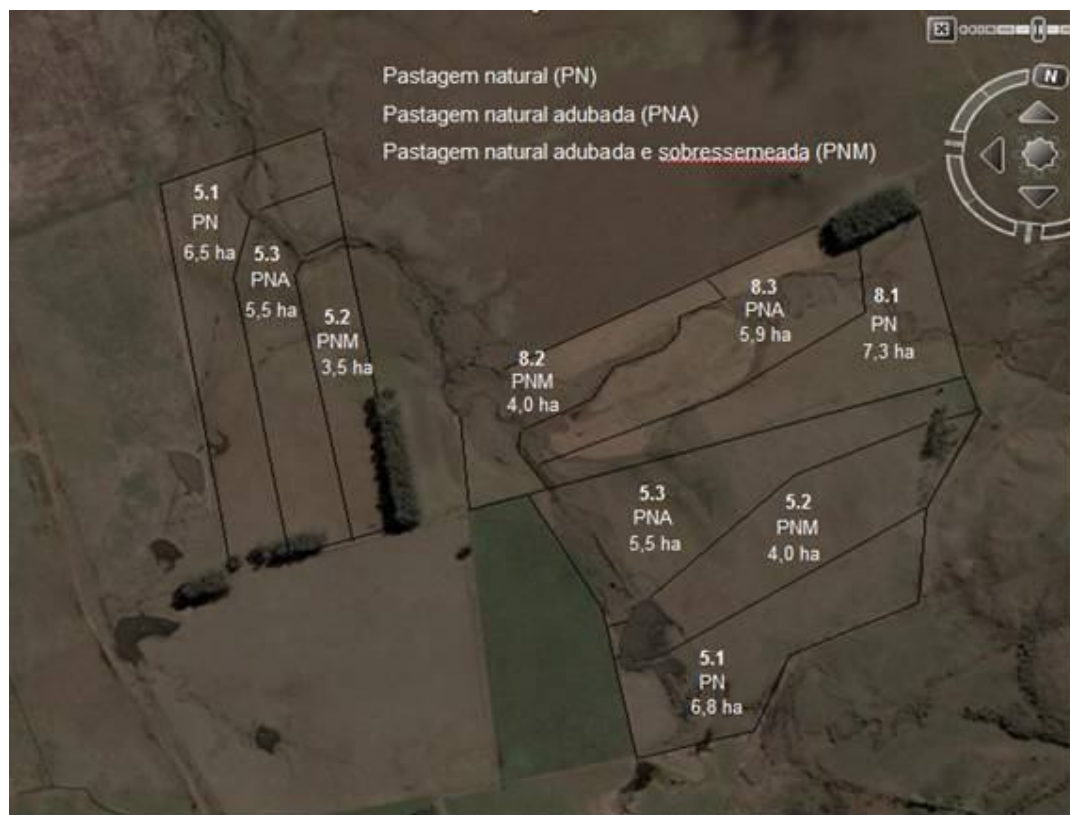 N
Pastagem natural (PN)
Pastagem natural adubada (PNA)
Pastagem natural adubada e sobressemeada (PNM)
5.1
PN
6,5 ha
5.3
PNA
5,5 ha
5.2
PNM
3,5 ha
8.2
PNM
4,0 ha
8.3
PNA
5,9 ha
8.1
PN
7,3 ha
5.3
PNA
5,5 ha
5.2
PNM
4,0 ha
5.1
PN
6,8 ha